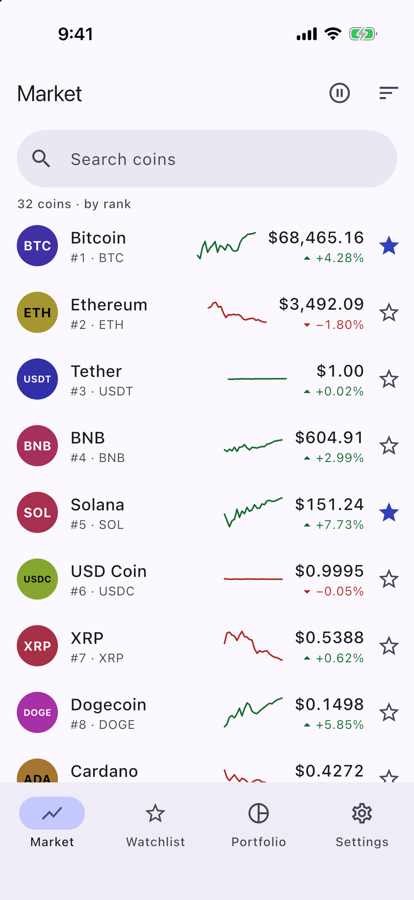 9:41
Market
Search coins
32 coins · by rank
BTC Bitcoin $68,465.16
#1 · BTC +4.28%
ETH Ethereum $3,492.09
#2 · ETH −1.80%
USDT Tether $1.00
#3 · USDT +0.02%
BNB BNB $604.91
#4 · BNB +2.99%
SOL Solana $151.24
#5 · SOL +7.73%
USDC USD Coin $0.9995
#6 · USDC −0.05%
XRP XRP $0.5388
#7 · XRP +0.62%
DOGE Dogecoin $0.1498
#8 · DOGE +5.85%
ADA Cardano $0.4272
Market Watchlist Portfolio Settings